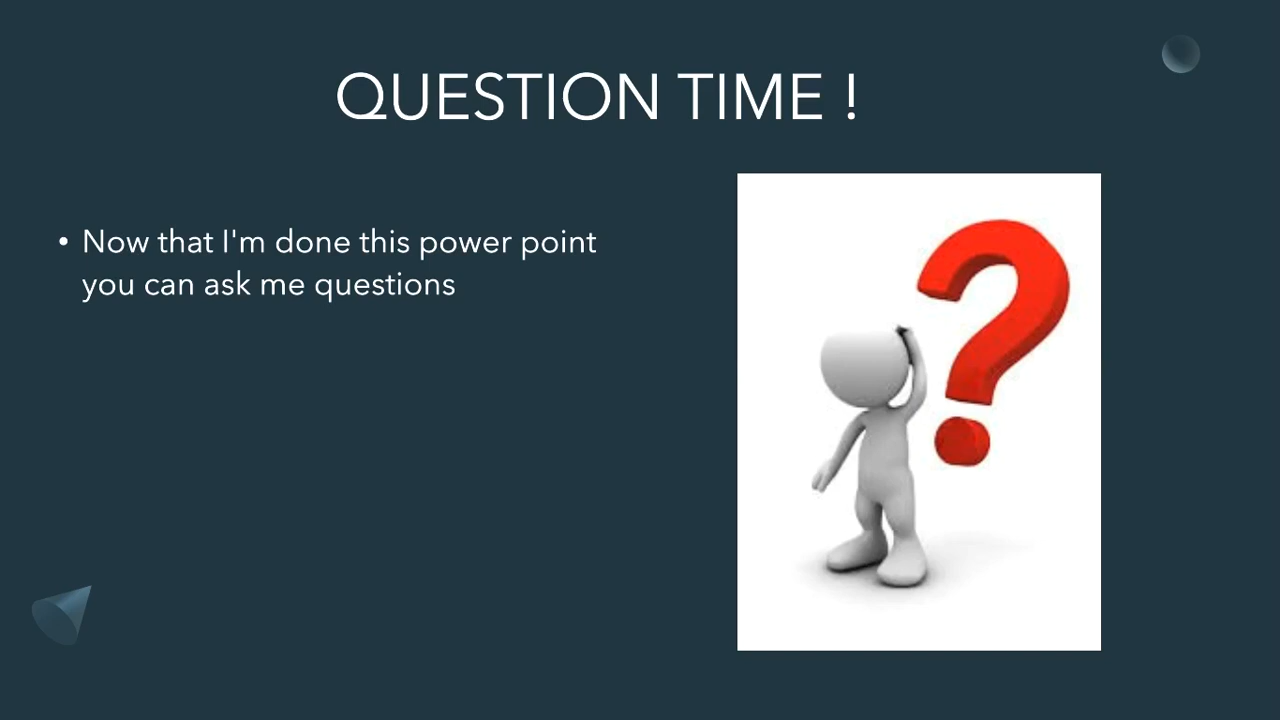 QUESTION TIME !
• Now that I'm done this power point
you can ask me questions